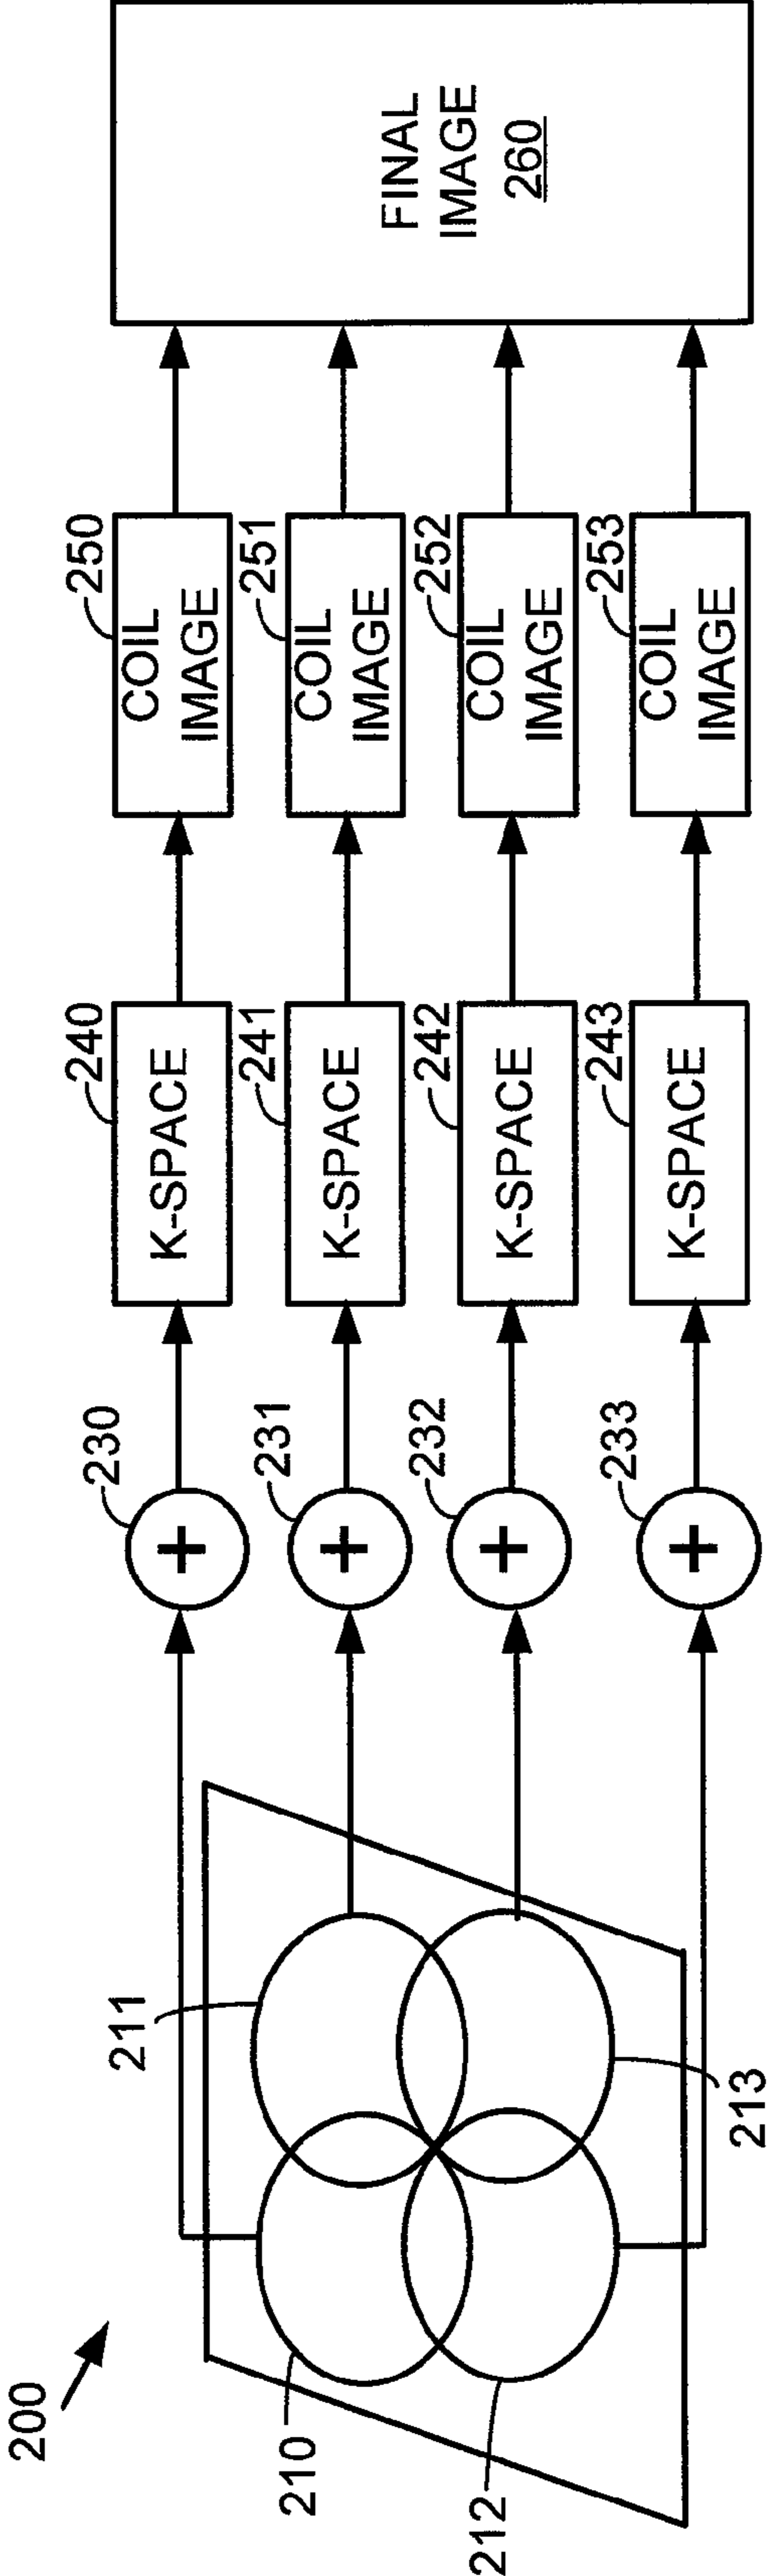 200
210
211
212
213
230
231
232
233
+
+
+
+
240
K-SPACE
241
K-SPACE
242
K-SPACE
243
K-SPACE
250
COIL
IMAGE
251
COIL
IMAGE
252
COIL
IMAGE
253
COIL
IMAGE
FINAL
IMAGE
260